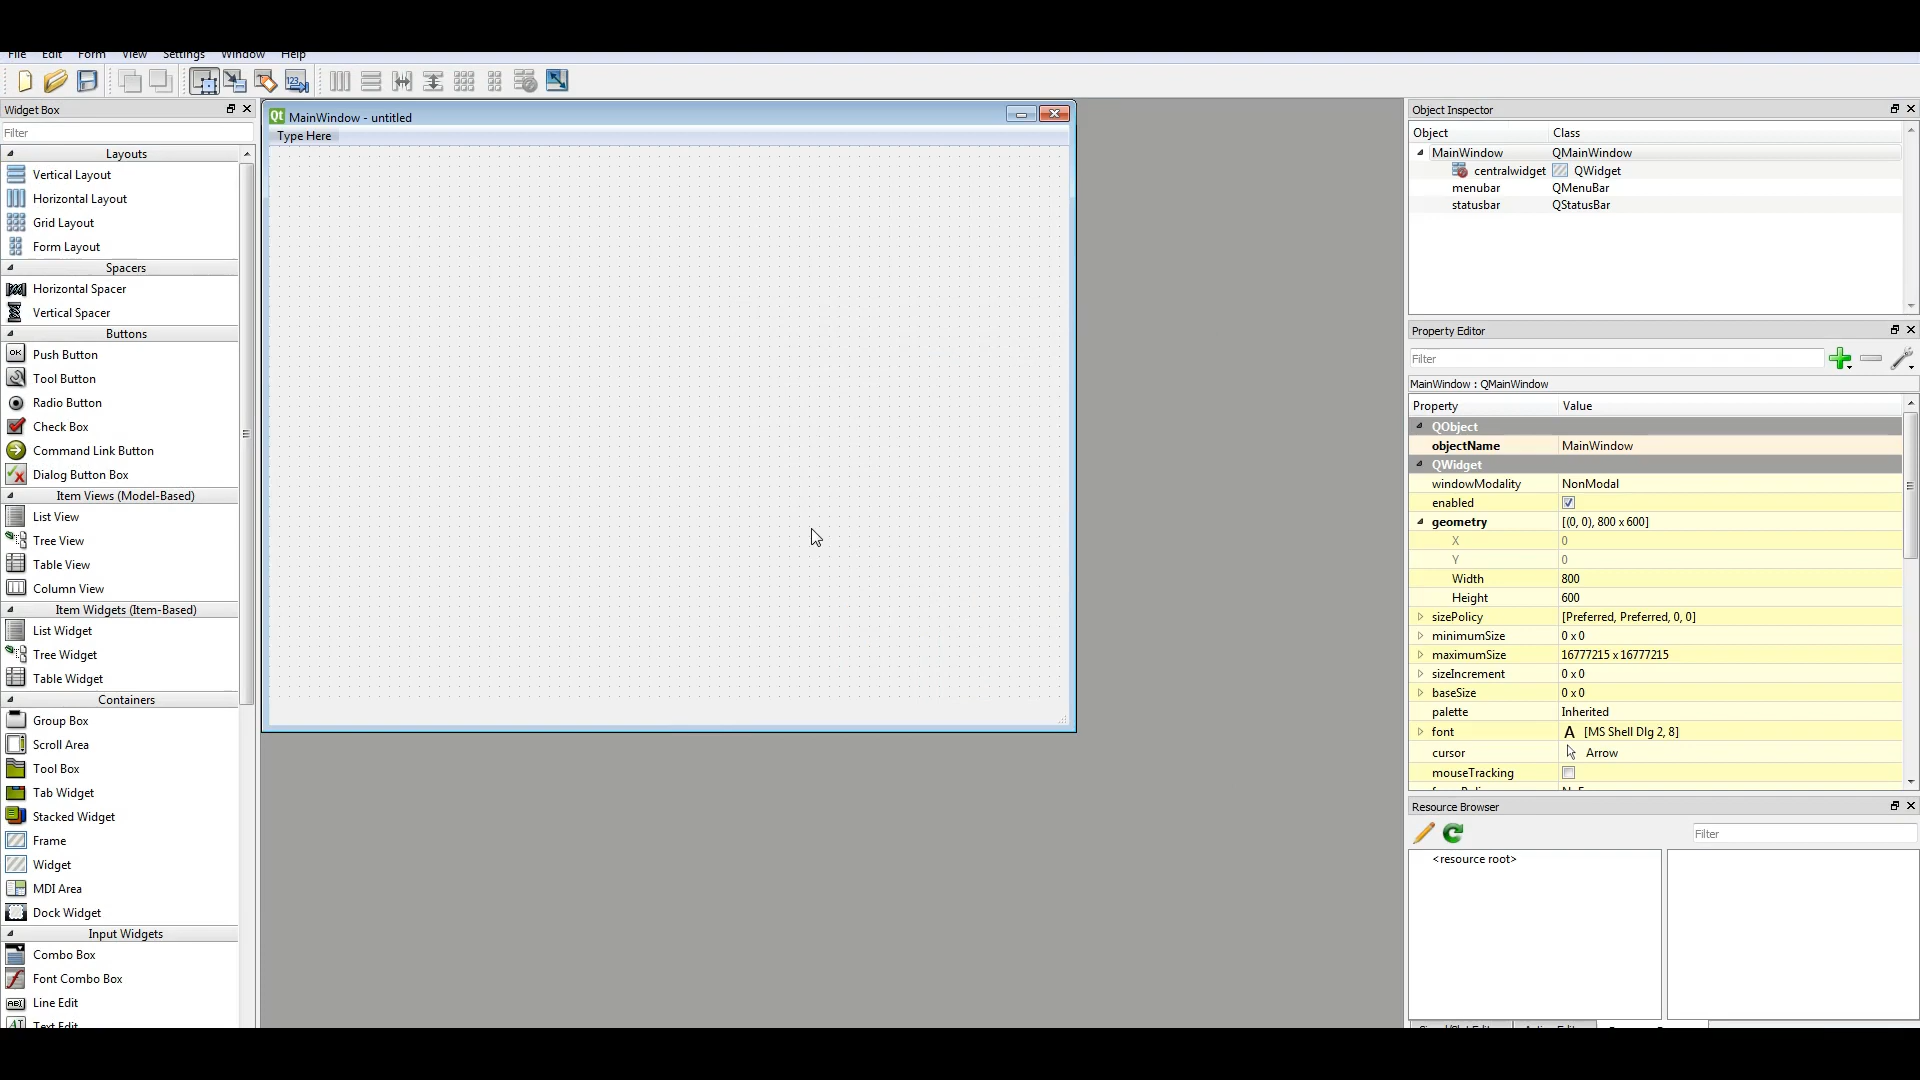 File Edit Form View Settings Window Help
Widget Box
Filter
Layouts
Vertical Layout
Horizontal Layout
Grid Layout
Form Layout
Spacers
Horizontal Spacer
Vertical Spacer
Buttons
OK Push Button
Tool Button
Radio Button
Check Box
Command Link Button
Dialog Button Box
Item Views (Model-Based)
List View
Tree View
Table View
Column View
Item Widgets (Item-Based)
List Widget
Tree Widget
Table Widget
Containers
Group Box
Scroll Area
Tool Box
Tab Widget
Stacked Widget
Frame
Widget
MDI Area
Dock Widget
Input Widgets
Combo Box
Font Combo Box
Line Edit
Text Edit
Qt MainWindow - untitled
Type Here
Object Inspector
Object Class
MainWindow QMainWindow
centralwidget QWidget
menubar QMenuBar
statusbar QStatusBar
Property Editor
Filter
MainWindow : QMainWindow
Property Value
QObject
objectName MainWindow
QWidget
windowModality NonModal
enabled
geometry [(0, 0), 800 x 600]
X 0
Y 0
Width 800
Height 600
sizePolicy [Preferred, Preferred, 0, 0]
minimumSize 0 x 0
maximumSize 16777215 x 16777215
sizeIncrement 0 x 0
baseSize 0 x 0
palette Inherited
font A [MS Shell Dlg 2, 8]
cursor Arrow
mouseTracking
Resource Browser
Filter
<resource root>